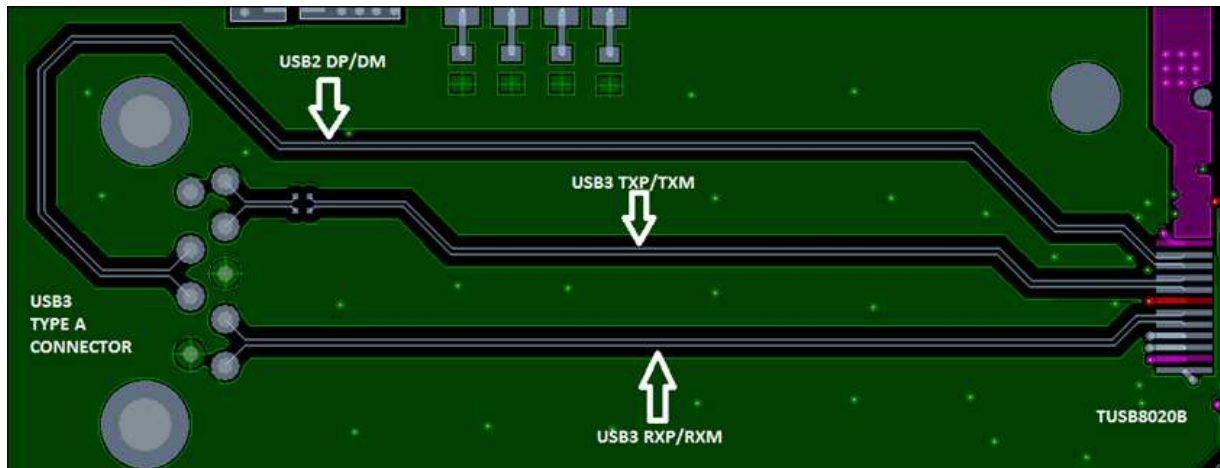 USB2 DP/DM
USB3 TXP/TXM
USB3
TYPE A
CONNECTOR
TUSB8020B
USB3 RXP/RXM